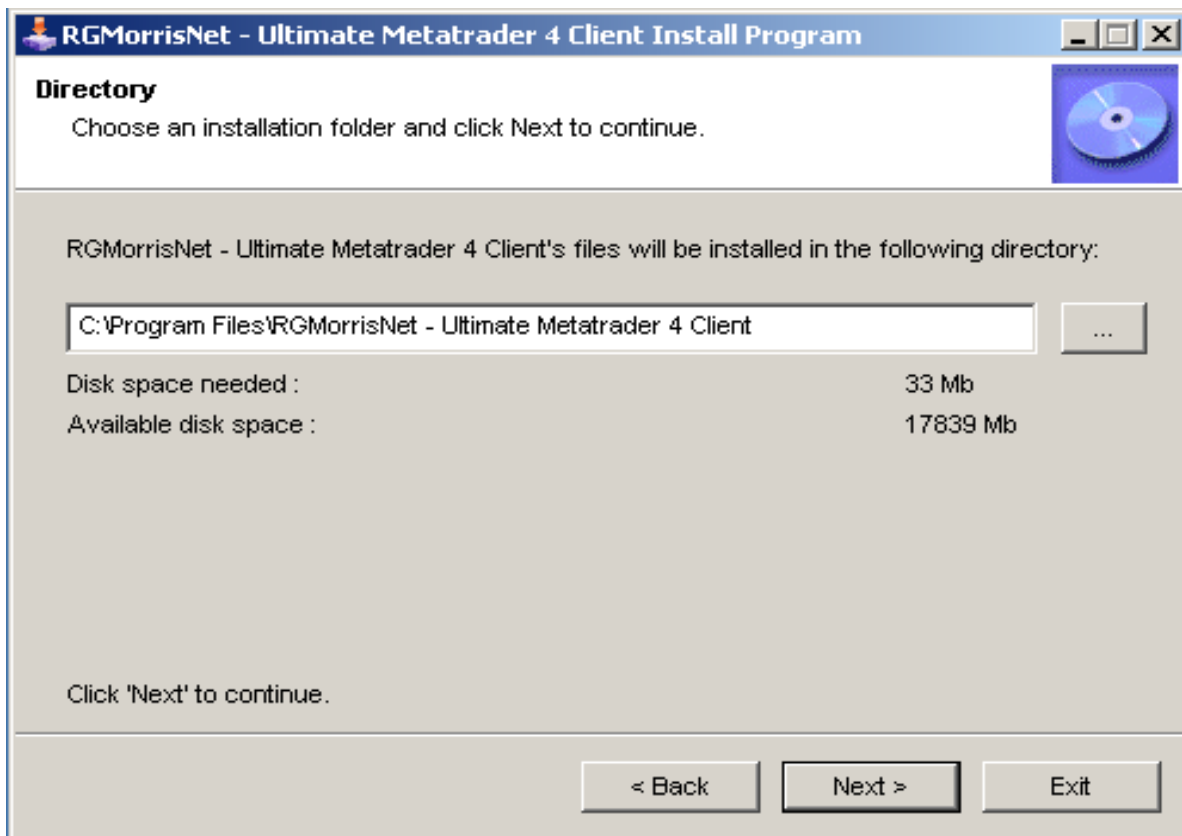 RGMorrisNet - Ultimate Metatrader 4 Client Install Program
Directory
Choose an installation folder and click Next to continue.
RGMorrisNet - Ultimate Metatrader 4 Client's files will be installed in the following directory:
C:\Program Files\RGMorrisNet - Ultimate Metatrader 4 Client
...
Disk space needed : 33 Mb
Available disk space : 17839 Mb
Click 'Next' to continue.
< Back Next > Exit